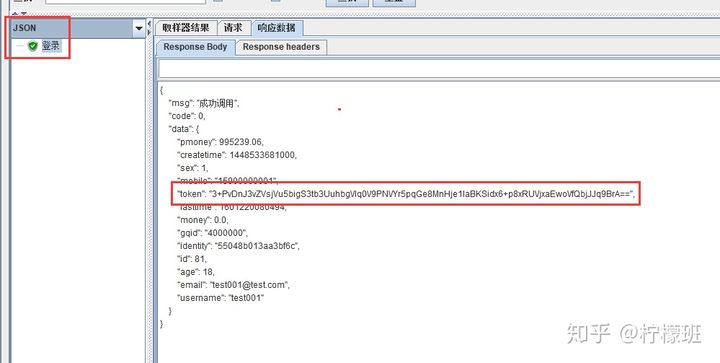 JSON
登录
取样器结果
请求
响应数据
Response Body
Response headers
{
"msg": "成功调用",
"code": 0,
"data": {
"pmoney": 995239.06,
"createtime": 1448533681000,
"sex": 1,
"mobile": "15900000001",
"token": "3+PvDnJ3vZVsjVu5bigS3tb3UuhbgVlq0V9PNVYr5pqGe8MnHje1IaBKSidx6+p8xRUVjxaEwoVfQbjJJq9BrA==",
"lasttime": 1601220080494,
"money": 0.0,
"gqid": "4000000",
"identity": "55048b013aa3bf6c",
"id": 81,
"age": 18,
"email": "test001@test.com",
"username": "test001"
}
}
知乎 @柠檬班